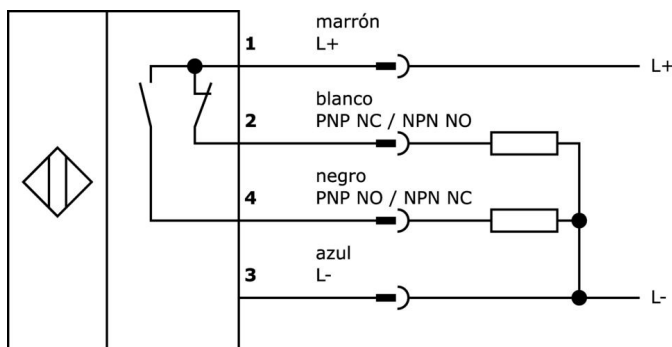 marrón
1 L+
L+
blanco
2 PNP NC / NPN NO
negro
4 PNP NO / NPN NC
azul
3 L-
L-